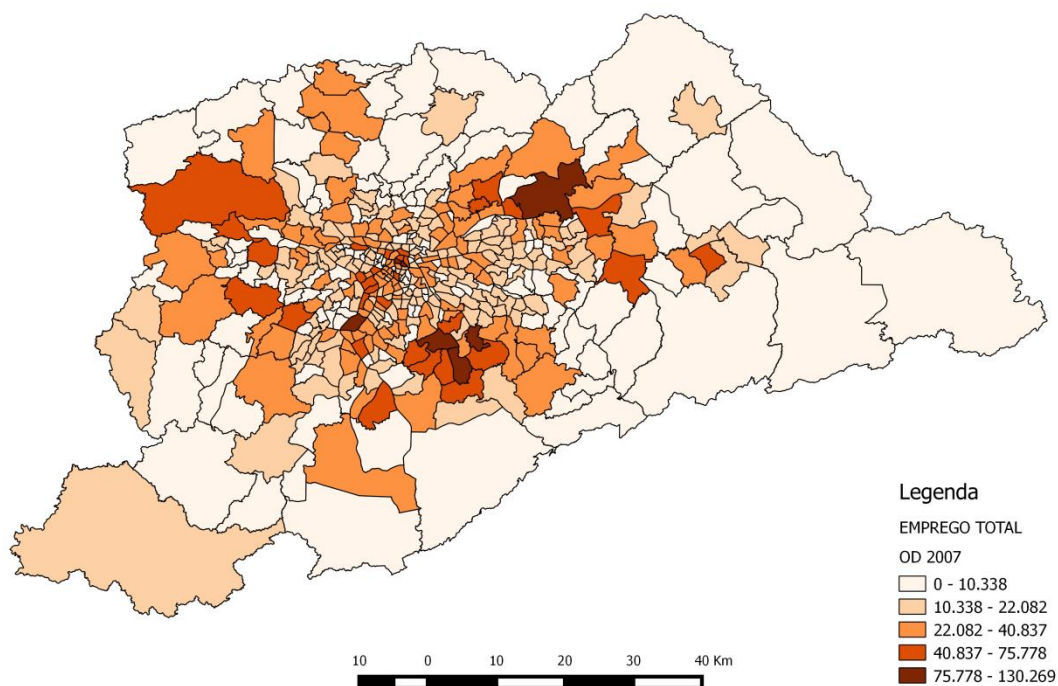 Legenda
EMPREGO TOTAL
OD 2007
0 - 10.338
10.338 - 22.082
22.082 - 40.837
40.837 - 75.778
75.778 - 130.269
10 0 10 20 30 40 Km